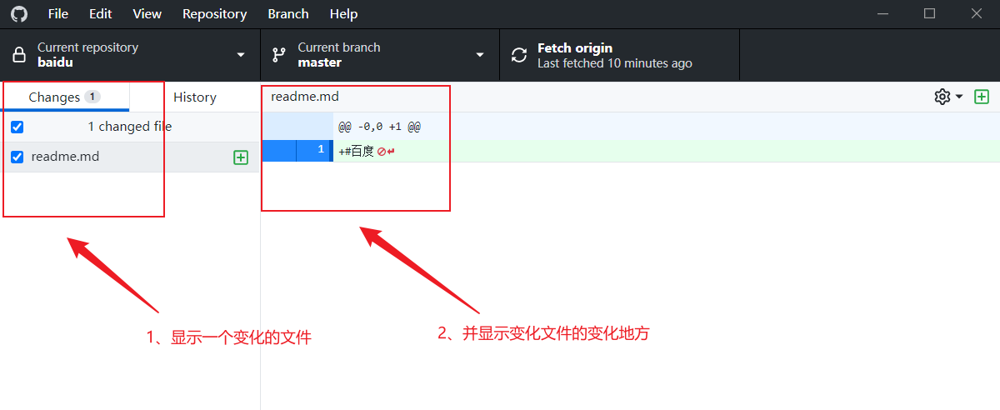 File Edit View Repository Branch Help
Current repository
baidu
Current branch
master
Fetch origin
Last fetched 10 minutes ago
Changes 1
History
1 changed file
readme.md
readme.md
@@ -0,0 +1 @@
1 +#百度
1、显示一个变化的文件
2、并显示变化文件的变化地方